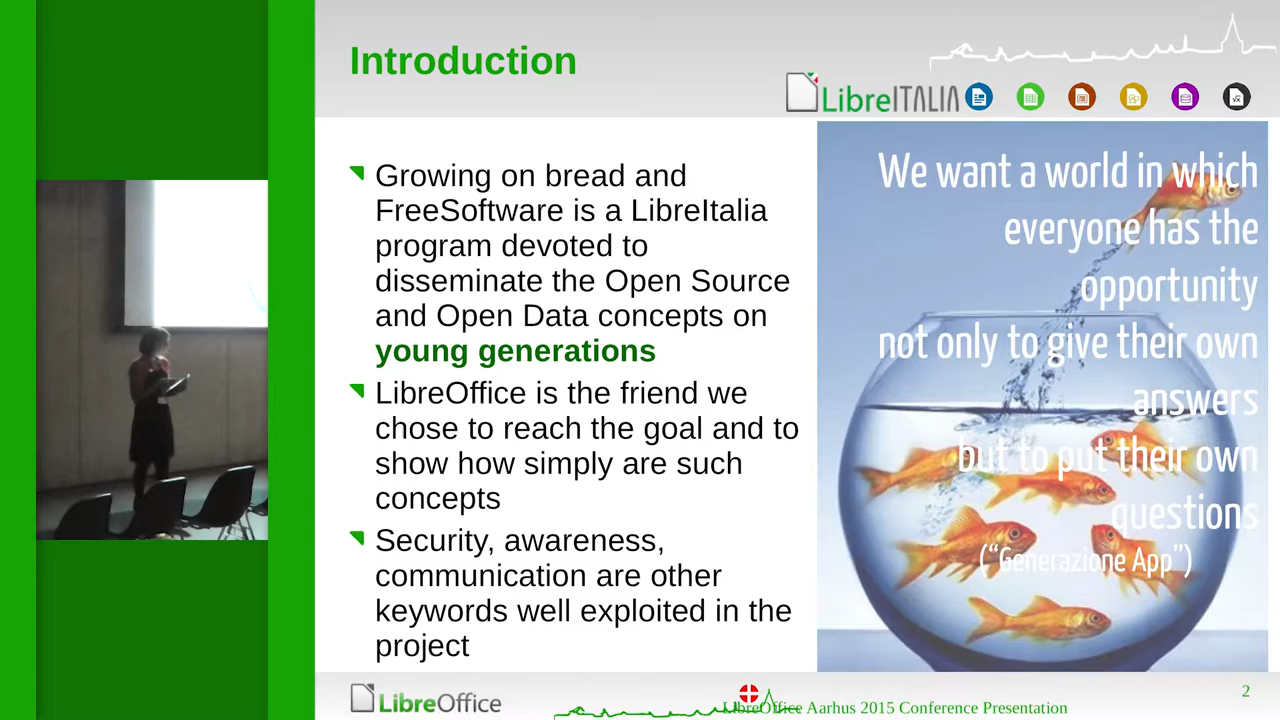 Introduction
LibreITALIA
Growing on bread and
FreeSoftware is a LibreItalia
program devoted to
disseminate the Open Source
and Open Data concepts on
young generations
LibreOffice is the friend we
chose to reach the goal and to
show how simply are such
concepts
Security, awareness,
communication are other
keywords well exploited in the
project
We want a world in which
everyone has the
opportunity
not only to give their own
answers
but to put their own
questions
(“Generazione App”)
LibreOffice
LibreOffice Aarhus 2015 Conference Presentation
2